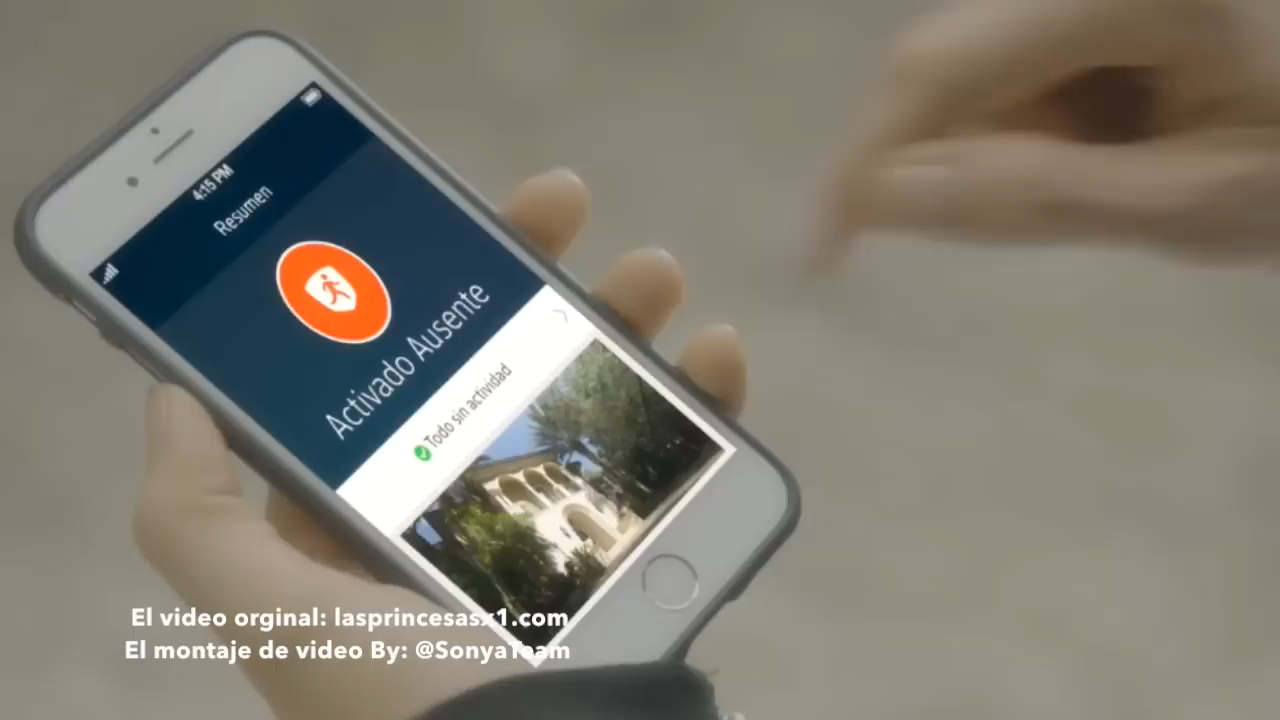 4:15 PM
Resumen
Activado Ausente
Todo sin actividad
El video orginal: lasprincesasx1.com
El montaje de video By: @SonyaTeam